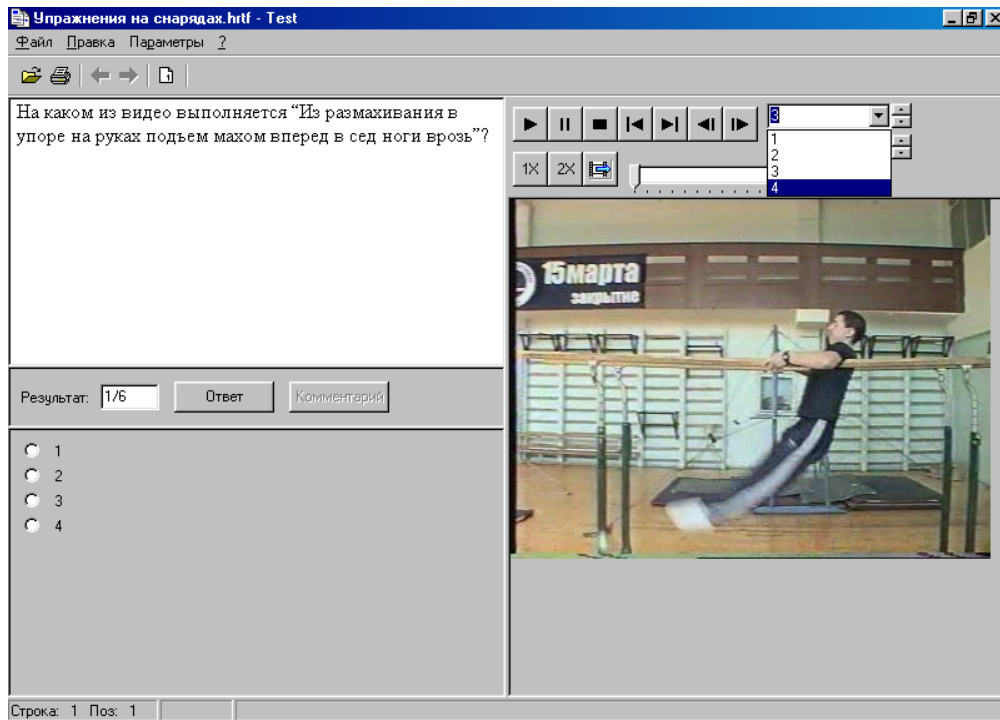 Упражнения на снарядах.hrtf - Test
Файл Правка Параметры ?
На каком из видео выполняется “Из размахивания в
упоре на руках подъем махом вперед в сед ноги врозь”?
3
1
2
3
4
1X 2X
15марта
закрытие
Результат: 1/6 Ответ Комментарий
1
2
3
4
Строка: 1 Поз: 1